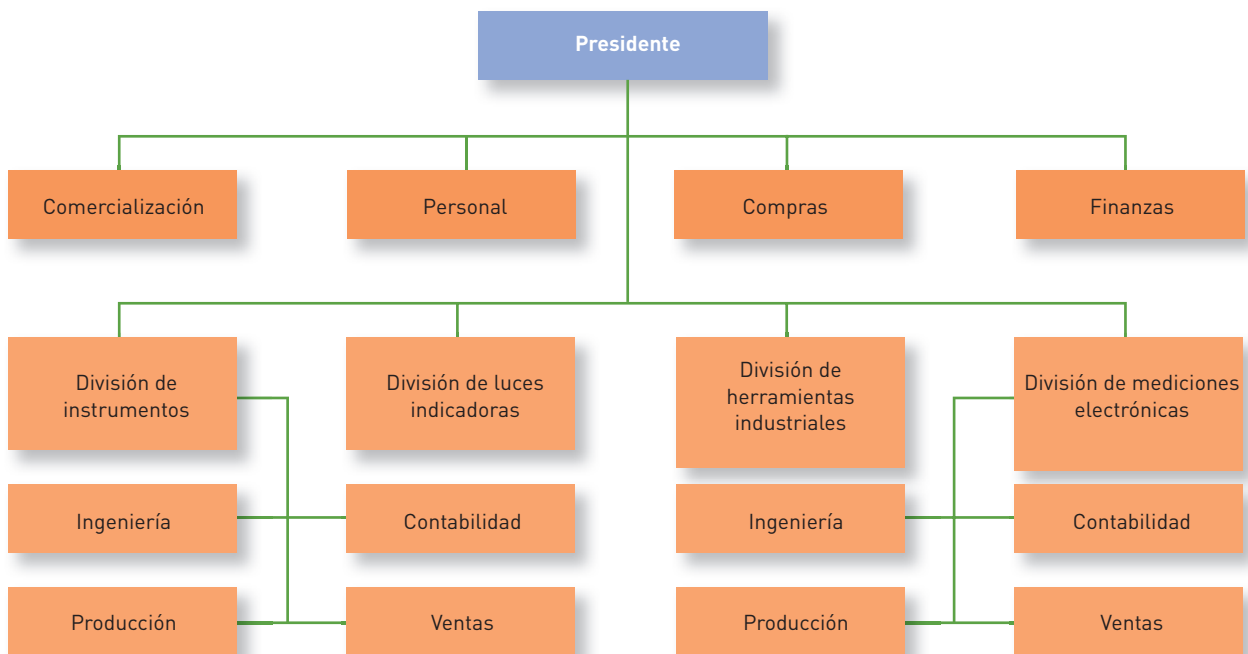 Presidente
Comercialización
Personal
Compras
Finanzas
División de
instrumentos
División de luces
indicadoras
División de
herramientas
industriales
División de mediciones
electrónicas
Ingeniería
Contabilidad
Ingeniería
Contabilidad
Producción
Ventas
Producción
Ventas